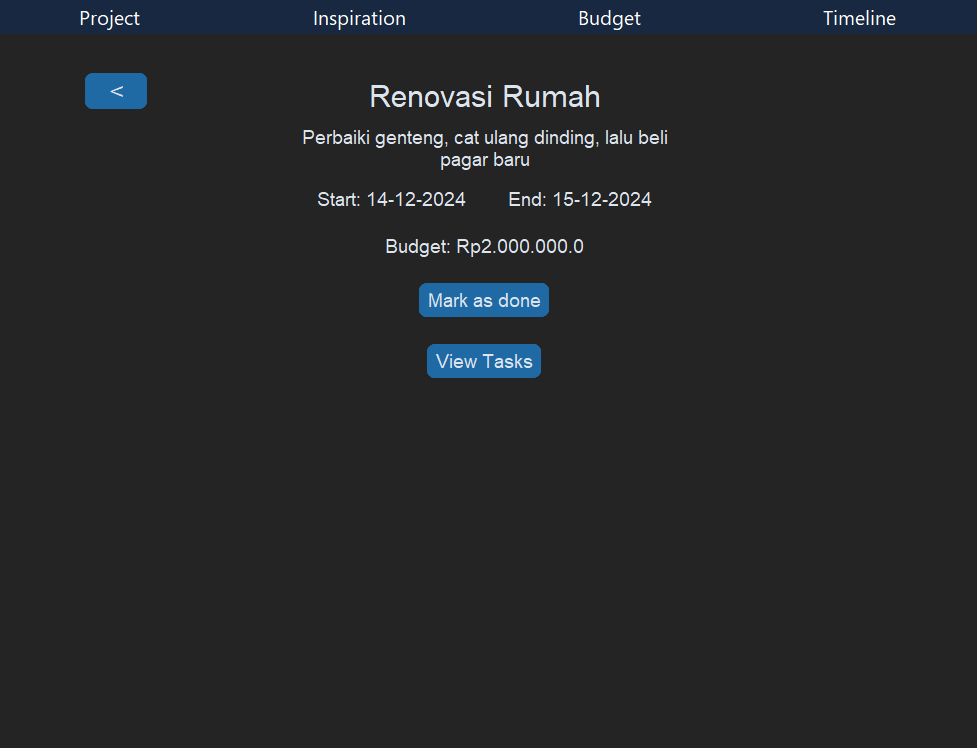 Project Inspiration Budget Timeline
<
Renovasi Rumah
Perbaiki genteng, cat ulang dinding, lalu beli
pagar baru
Start: 14-12-2024 End: 15-12-2024
Budget: Rp2.000.000.0
Mark as done
View Tasks